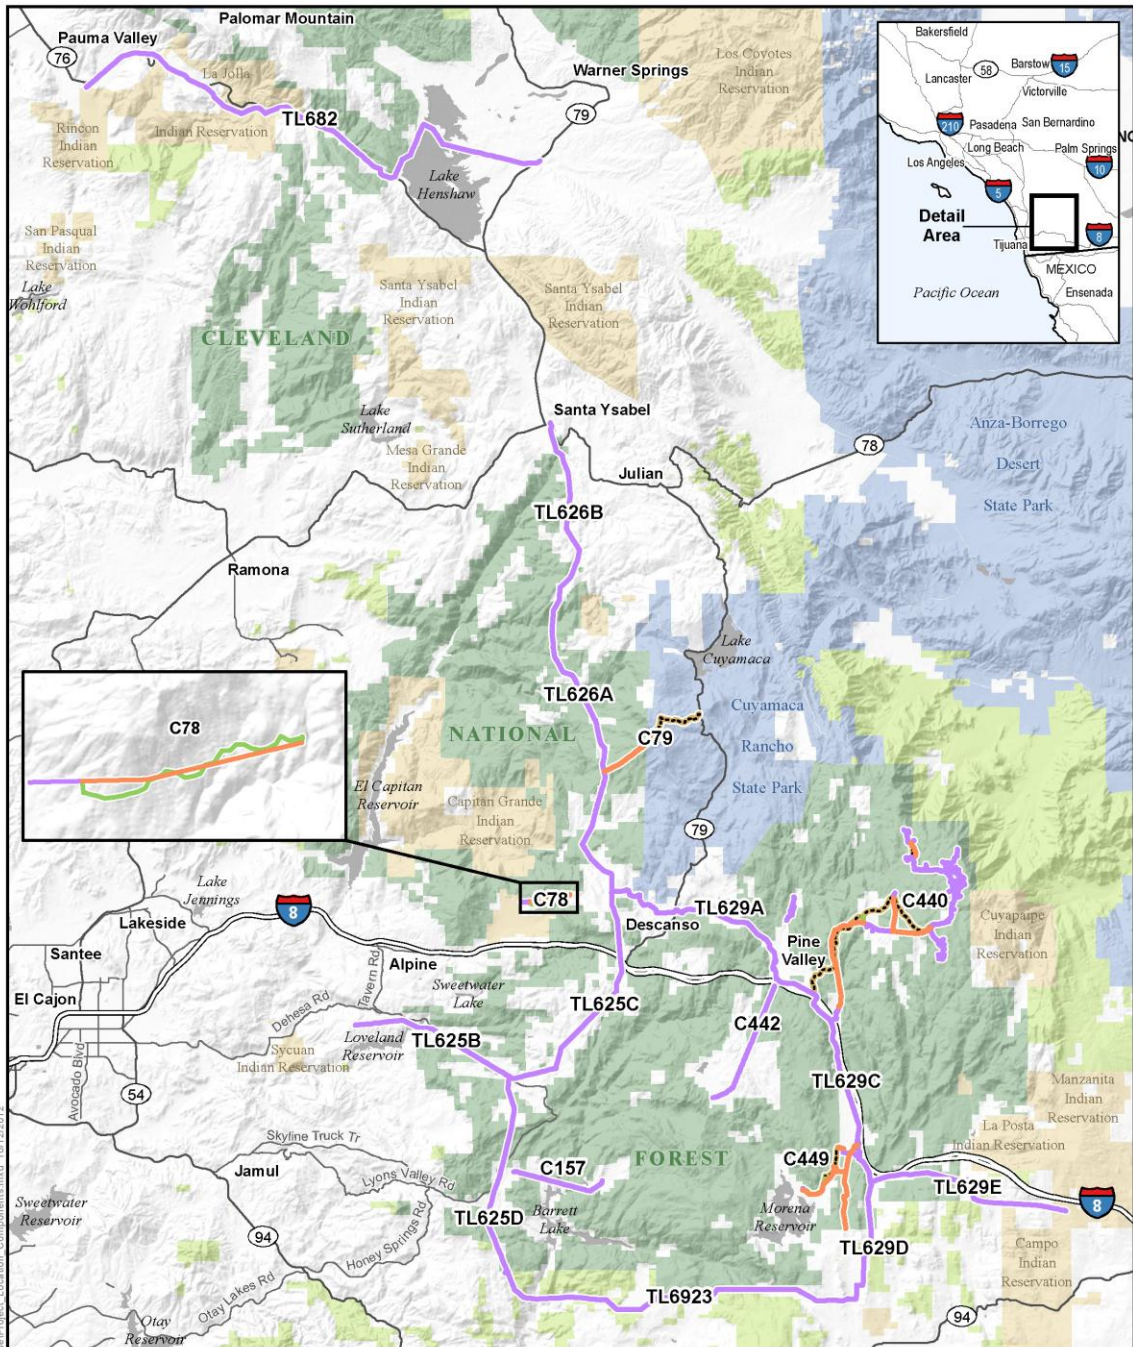 Palomar Mountain
Pauma Valley
76
La Jolla
Indian Reservation
Rincon
Indian
Reservation
TL682
Warner Springs
79
Los Coyotes
Indian
Reservation
Lake
Henshaw
San Pasqual
Indian
Reservation
Lake
Wohlford
Santa Ysabel
Indian
Reservation
Santa Ysabel
Indian
Reservation
CLEVELAND
Lake
Sutherland
Mesa Grande
Indian
Reservation
Santa Ysabel
Julian
78
Anza-Borrego
Desert
State Park
Bakersfield
58
Barstow
15
Lancaster
Victorville
210
Pasadena
San Bernardino
Long Beach
Palm Springs
Los Angeles
10
5
Detail
Area
8
Tijuana
MEXICO
Pacific Ocean
Ensenada
TL626B
Ramona
Lake
Cuyamaca
TL626A
Cuyamaca
Rancho
State Park
C79
NATIONAL
C78
El Capitan
Reservoir
Capitan Grande
Indian
Reservation
79
Lake
Jennings
8
C78
Lakeside
Santee
El Cajon
Alpine
Tavern Rd
Descanso
TL629A
Pine
Valley
C440
Cuyapaipe
Indian
Reservation
Sweetwater
Lake
Dehesa Rd
Loveland
Reservoir
TL625B
TL625C
C442
Sycuan
Indian Reservation
Avocado Blvd
54
TL629C
Manzanita
Indian
Reservation
La Posta
Indian Reservation
Skyline Truck Tr
Jamul
Lyons Valley Rd
C157
FOREST
C449
TL629E
8
Sweetwater
Reservoir
94
Honey Springs Rd
TL625D
Barrett
Lake
Morena
Reservoir
TL629D
Campo
Indian
Reservation
Otay Lakes Rd
Otay
Reservoir
TL6923
94